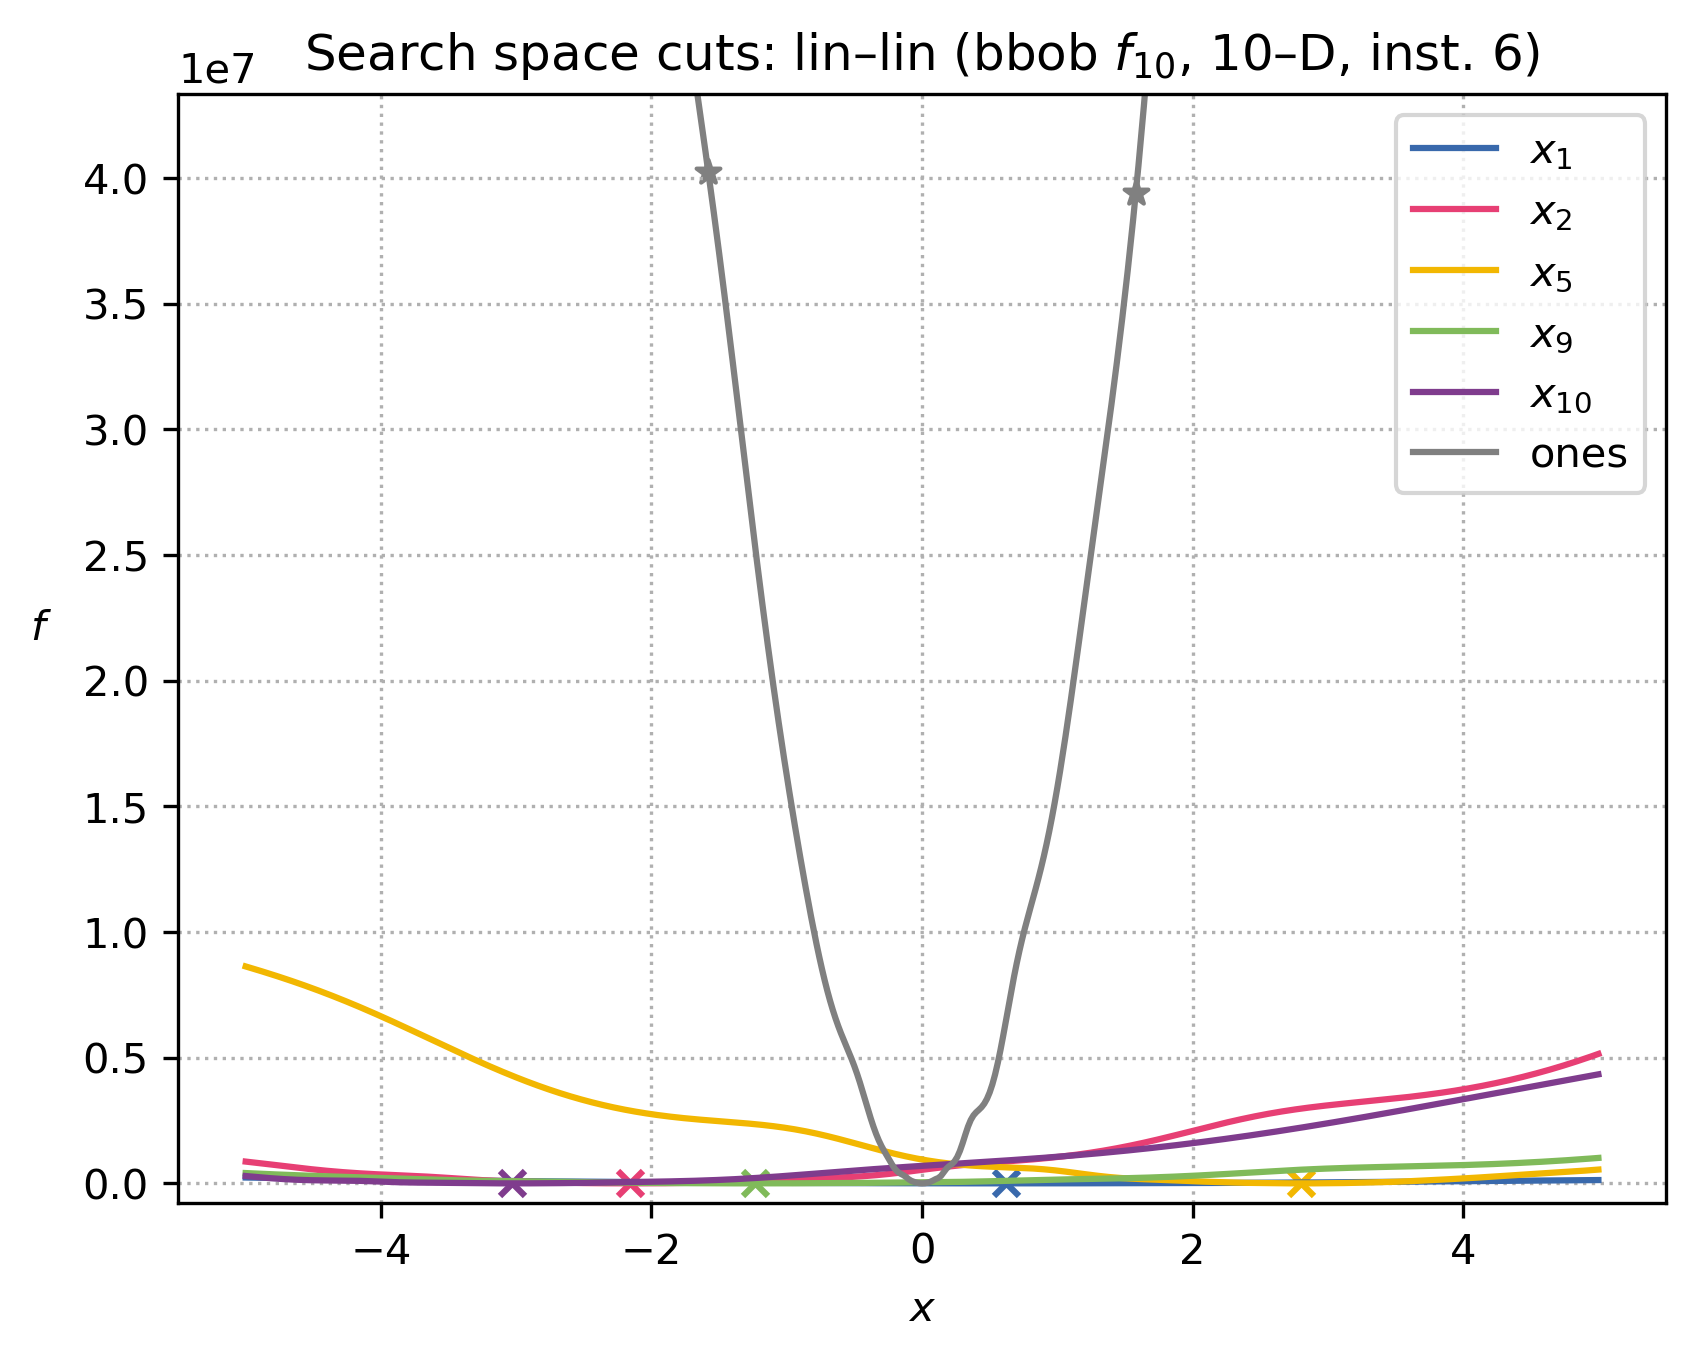 Search space cuts: lin–lin (bbob f₁₀, 10–D, inst. 6)
1e7
4.0
3.5
3.0
2.5
2.0
1.5
1.0
0.5
0.0
f
−4 −2 0 2 4
x
x₁
x₂
x₅
x₉
x₁₀
ones